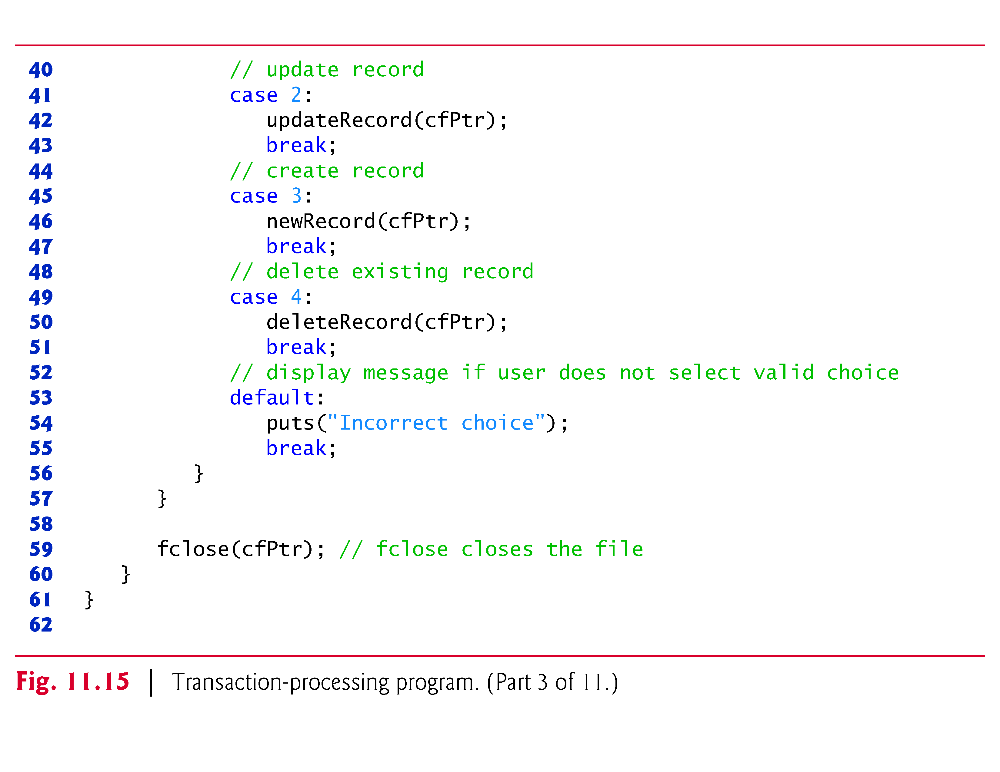 40 // update record
41 case 2:
42 updateRecord(cfPtr);
43 break;
44 // create record
45 case 3:
46 newRecord(cfPtr);
47 break;
48 // delete existing record
49 case 4:
50 deleteRecord(cfPtr);
51 break;
52 // display message if user does not select valid choice
53 default:
54 puts("Incorrect choice");
55 break;
56 }
57 }
58
59 fclose(cfPtr); // fclose closes the file
60 }
61 }
62
Fig. 11.15 | Transaction-processing program. (Part 3 of 11.)